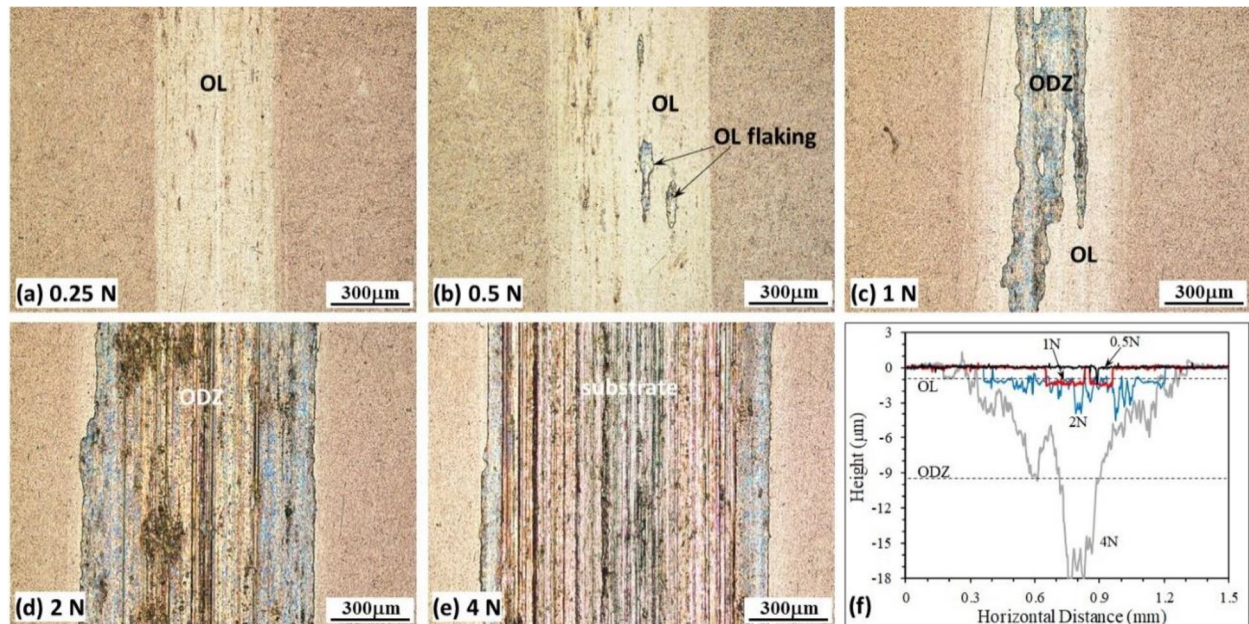 OL
(a) 0.25 N
300μm
OL
OL flaking
(b) 0.5 N
300μm
ODZ
OL
(c) 1 N
300μm
ODZ
(d) 2 N
300μm
substrate
(e) 4 N
300μm
3
0
-3
-6
-9
-12
-15
-18
Height (μm)
1N
0.5N
OL
2N
ODZ
4N
(f)
0
0.3
0.6
0.9
1.2
1.5
Horizontal Distance (mm)